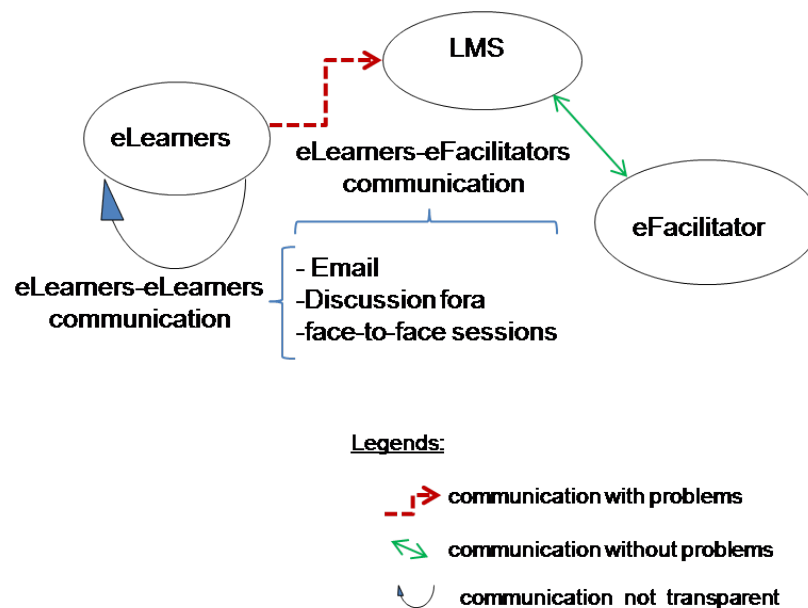 LMS
eLearners
eLearners-eFacilitators
communication
eFacilitator
eLearners-eLearners
communication
- Email
-Discussion fora
-face-to-face sessions
Legends:
communication with problems
communication without problems
communication not transparent